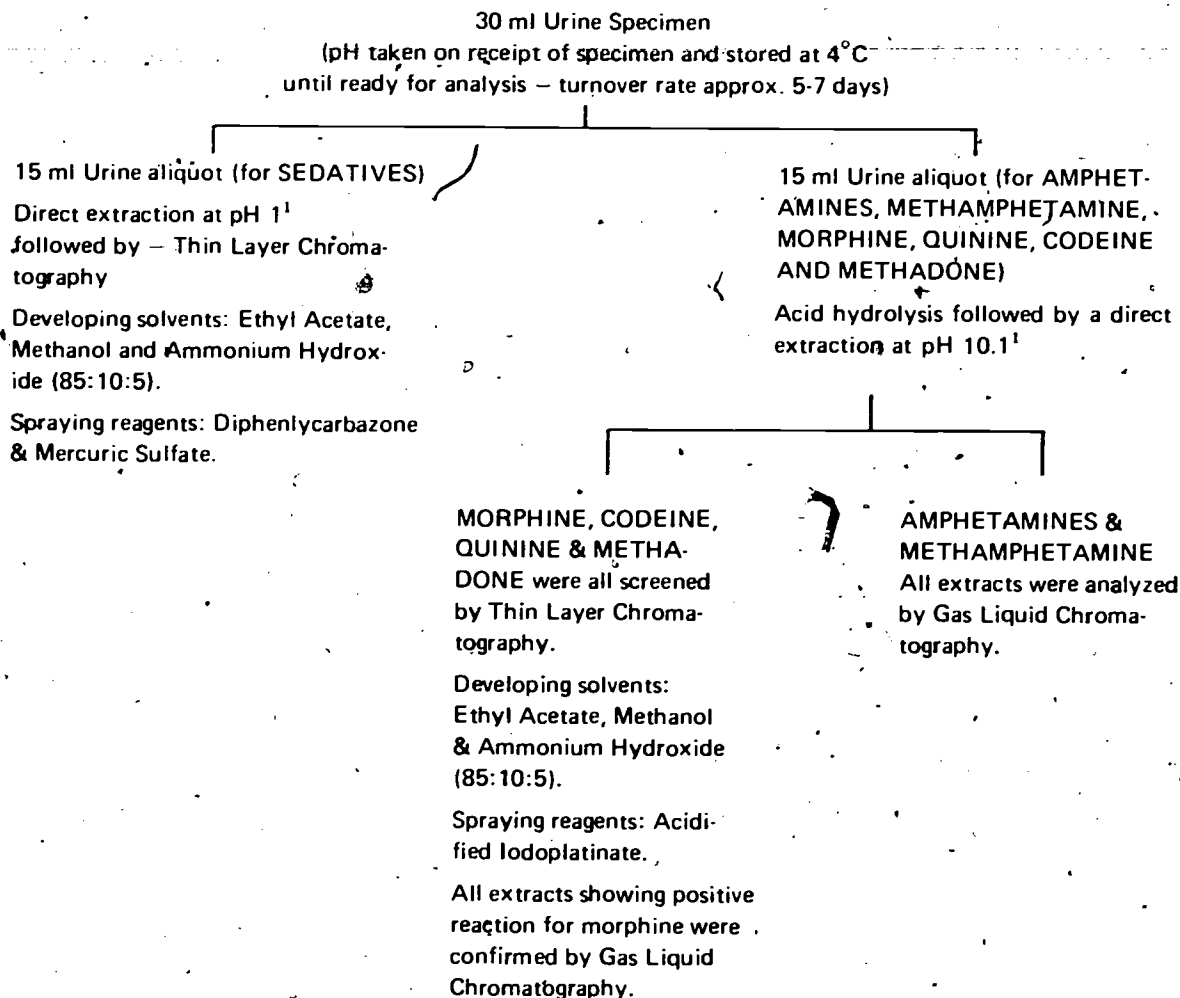 30 ml Urine Specimen
(pH taken on receipt of specimen and stored at 4°C
until ready for analysis – turnover rate approx. 5-7 days)
15 ml Urine aliquot (for SEDATIVES)
Direct extraction at pH 1¹
followed by – Thin Layer Chroma-
tography
Developing solvents: Ethyl Acetate,
Methanol and Ammonium Hydrox-
ide (85:10:5).
Spraying reagents: Diphenlycarbazone
& Mercuric Sulfate.
15 ml Urine aliquot (for AMPHET-
AMINES, METHAMPHETAMINE,
MORPHINE, QUININE, CODEINE
AND METHADONE)
Acid hydrolysis followed by a direct
extraction at pH 10.1¹
MORPHINE, CODEINE,
QUININE & METHA-
DONE were all screened
by Thin Layer Chroma-
tography.
Developing solvents:
Ethyl Acetate, Methanol
& Ammonium Hydroxide
(85:10:5).
Spraying reagents: Acidi-
fied Iodoplatinate.
All extracts showing positive
reaction for morphine were
confirmed by Gas Liquid
Chromatography.
AMPHETAMINES &
METHAMPHETAMINE
All extracts were analyzed
by Gas Liquid Chroma-
tography.